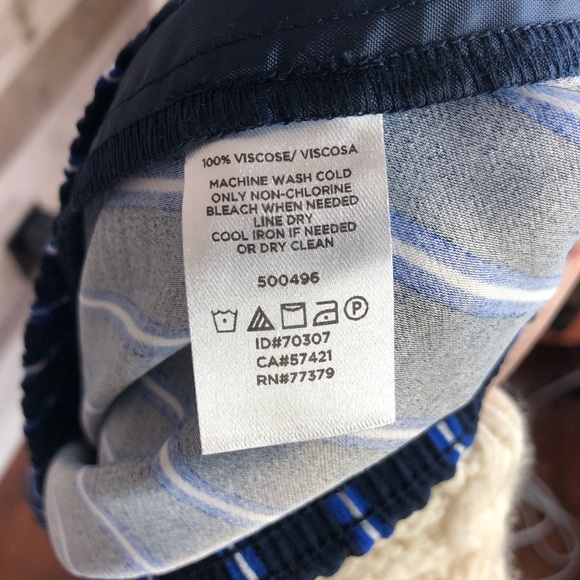 100% VISCOSE/ VISCOSA
MACHINE WASH COLD
ONLY NON-CHLORINE
BLEACH WHEN NEEDED
LINE DRY
COOL IRON IF NEEDED
OR DRY CLEAN
500496
P
ID#70307
CA#57421
RN#77379